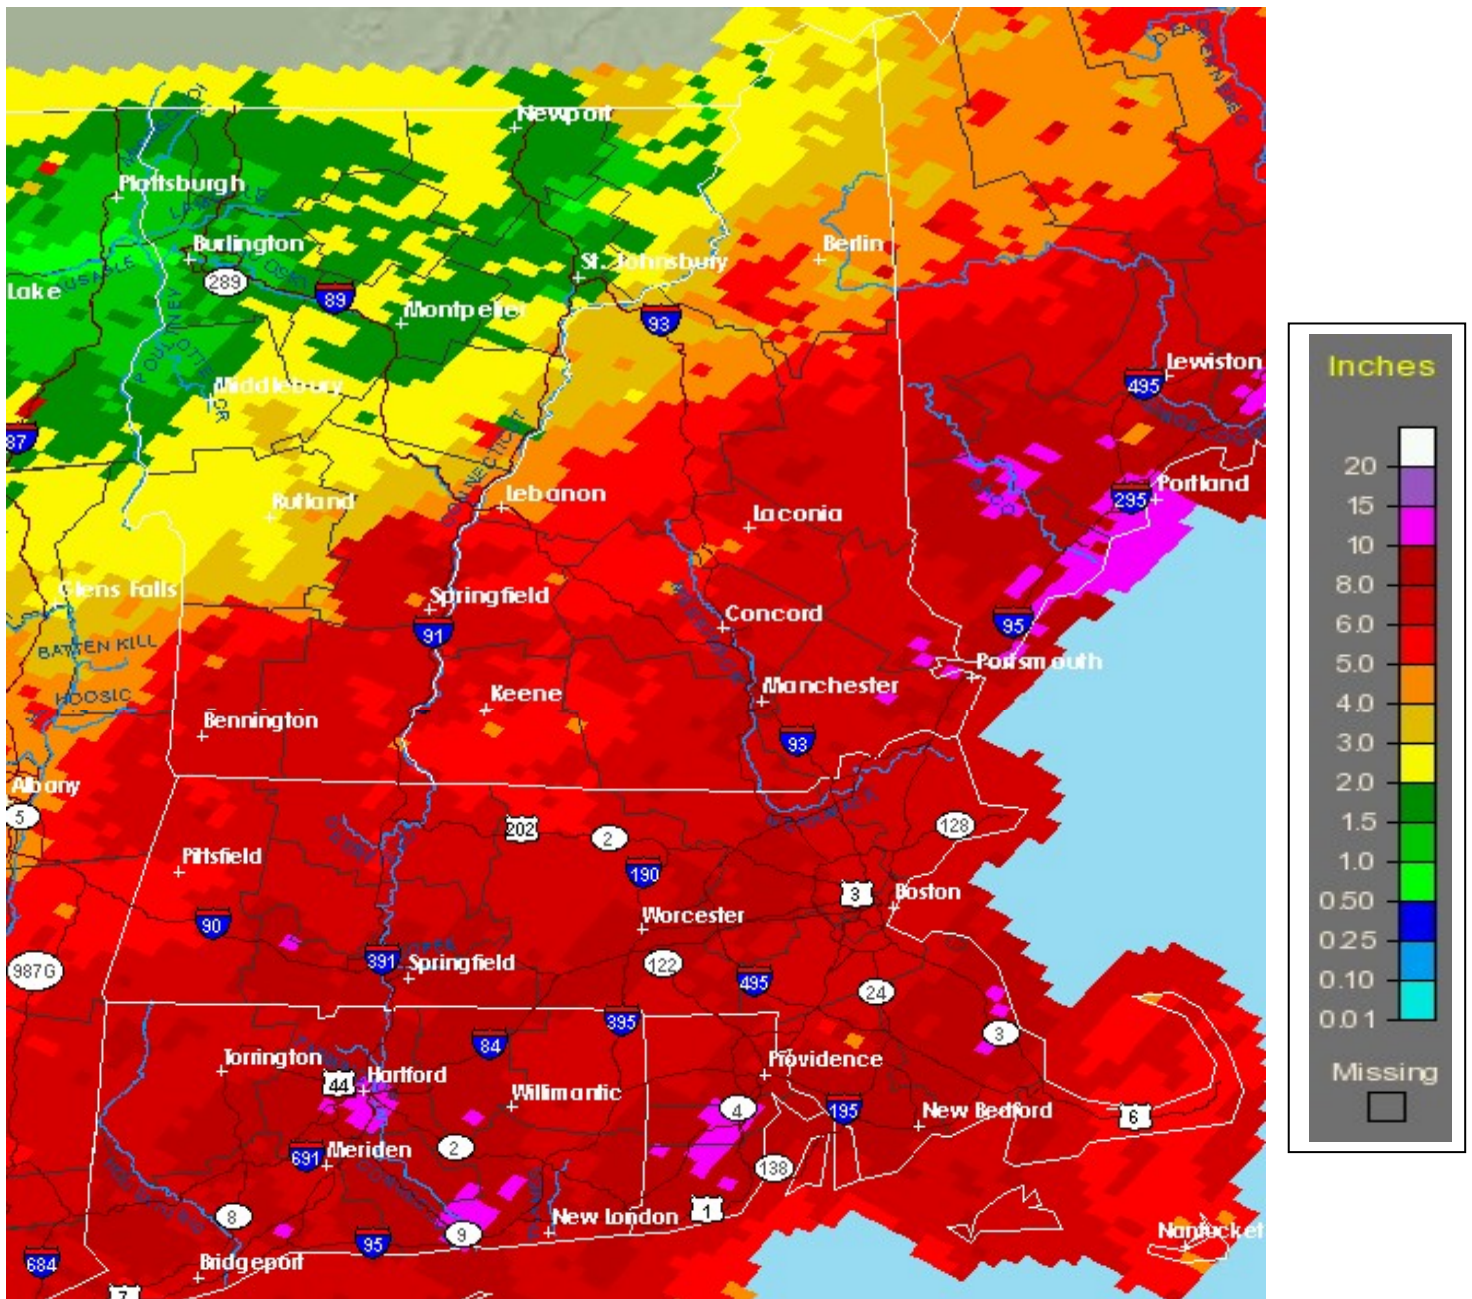 Newport
Plattsburgh
Burlington
Berlin
289
St. Johnsbury
USABLE
Lake
89
Montpelier
93
Lewiston
495
Middlebury
87
Lebanon
Rutland
Laconia
295
Portland
Glens Falls
Springfield
Concord
95
91
BATTEN KILL
Portsmouth
HOOSIC
Keene
Manchester
Bennington
93
Albany
5
202
2
128
Pittsfield
190
3
Boston
90
Worcester
987G
391
Springfield
122
495
24
395
3
84
Torrington
44
Hartford
Providence
Willimantic
4
195
New Bedford
6
691
Meriden
2
138
8
New London
1
9
95
Nantucket
684
Bridgeport
7
Inches
20
15
10
8.0
6.0
5.0
4.0
3.0
2.0
1.5
1.0
0.50
0.25
0.10
0.01
Missing